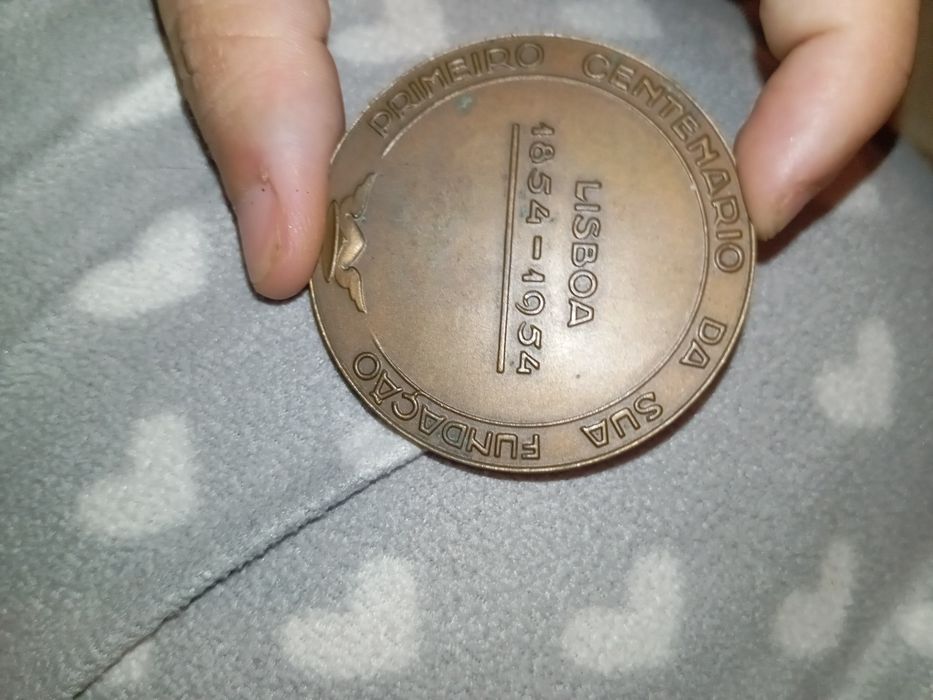 PRIMEIRO CENTENARIO DA SUA FUNDAÇÃO
LISBOA
1854-1954